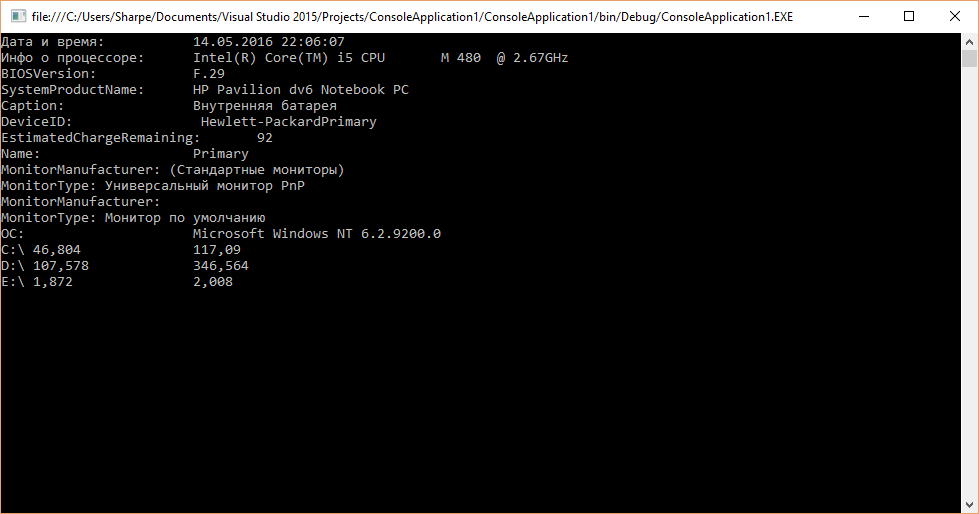 file:///C:/Users/Sharpe/Documents/Visual Studio 2015/Projects/ConsoleApplication1/ConsoleApplication1/bin/Debug/ConsoleApplication1.EXE
Дата и время: 14.05.2016 22:06:07
Инфо о процессоре: Intel(R) Core(TM) i5 CPU M 480 @ 2.67GHz
BIOSVersion: F.29
SystemProductName: HP Pavilion dv6 Notebook PC
Caption: Внутренняя батарея
DeviceID: Hewlett-PackardPrimary
EstimatedChargeRemaining: 92
Name: Primary
MonitorManufacturer: (Стандартные мониторы)
MonitorType: Универсальный монитор PnP
MonitorManufacturer:
MonitorType: Монитор по умолчанию
ОС: Microsoft Windows NT 6.2.9200.0
C:\ 46,804 117,09
D:\ 107,578 346,564
E:\ 1,872 2,008